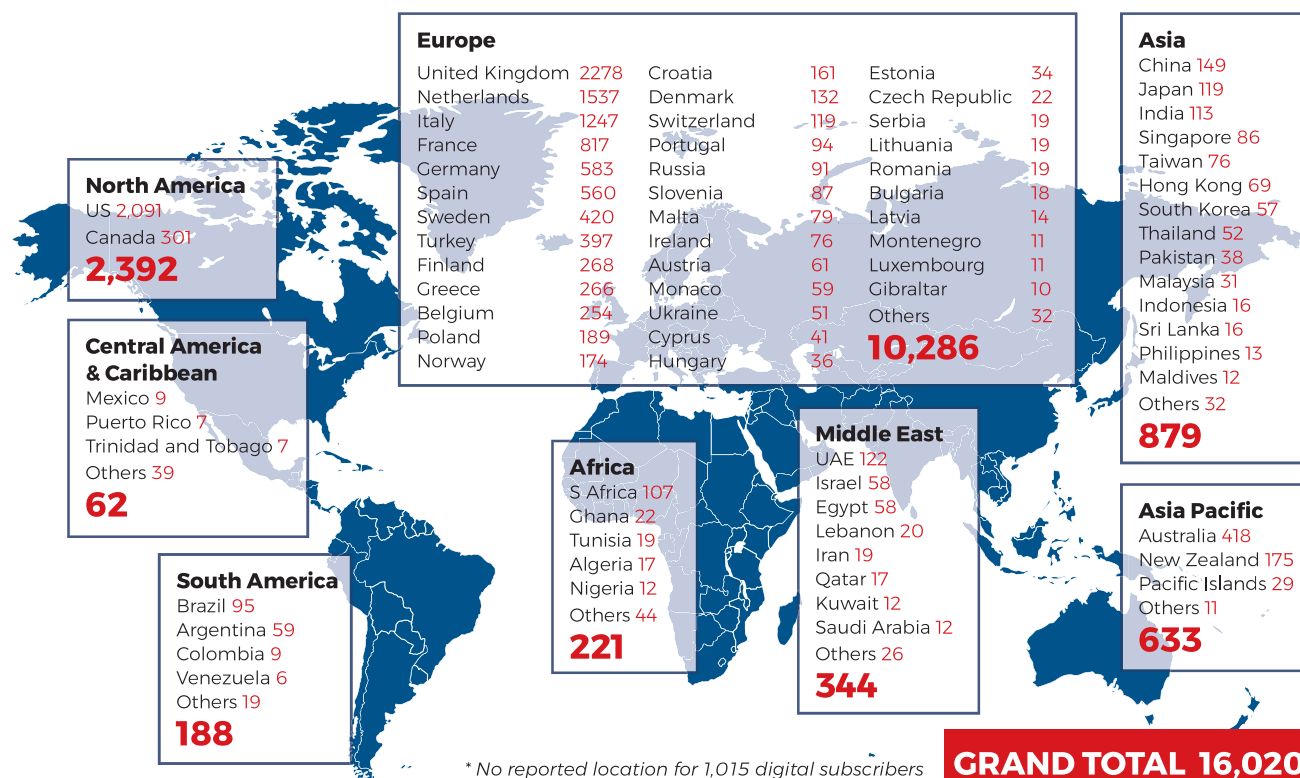 Europe
United Kingdom 2278
Netherlands 1537
Italy 1247
France 817
Germany 583
Spain 560
Sweden 420
Turkey 397
Finland 268
Greece 266
Belgium 254
Poland 189
Norway 174
Croatia 161
Denmark 132
Switzerland 119
Portugal 94
Russia 91
Slovenia 87
Malta 79
Ireland 76
Austria 61
Monaco 59
Ukraine 51
Cyprus 41
Hungary 36
Estonia 34
Czech Republic 22
Serbia 19
Lithuania 19
Romania 19
Bulgaria 18
Latvia 14
Montenegro 11
Luxembourg 11
Gibraltar 10
Others 32
10,286
Asia
China 149
Japan 119
India 113
Singapore 86
Taiwan 76
Hong Kong 69
South Korea 57
Thailand 52
Pakistan 38
Malaysia 31
Indonesia 16
Sri Lanka 16
Philippines 13
Maldives 12
Others 32
879
North America
US 2,091
Canada 301
2,392
Central America
& Caribbean
Mexico 9
Puerto Rico 7
Trinidad and Tobago 7
Others 39
62
South America
Brazil 95
Argentina 59
Colombia 9
Venezuela 6
Others 19
188
Africa
S Africa 107
Ghana 22
Tunisia 19
Algeria 17
Nigeria 12
Others 44
221
Middle East
UAE 122
Israel 58
Egypt 58
Lebanon 20
Iran 19
Qatar 17
Kuwait 12
Saudi Arabia 12
Others 26
344
Asia Pacific
Australia 418
New Zealand 175
Pacific Islands 29
Others 11
633
* No reported location for 1,015 digital subscribers
GRAND TOTAL 16,020